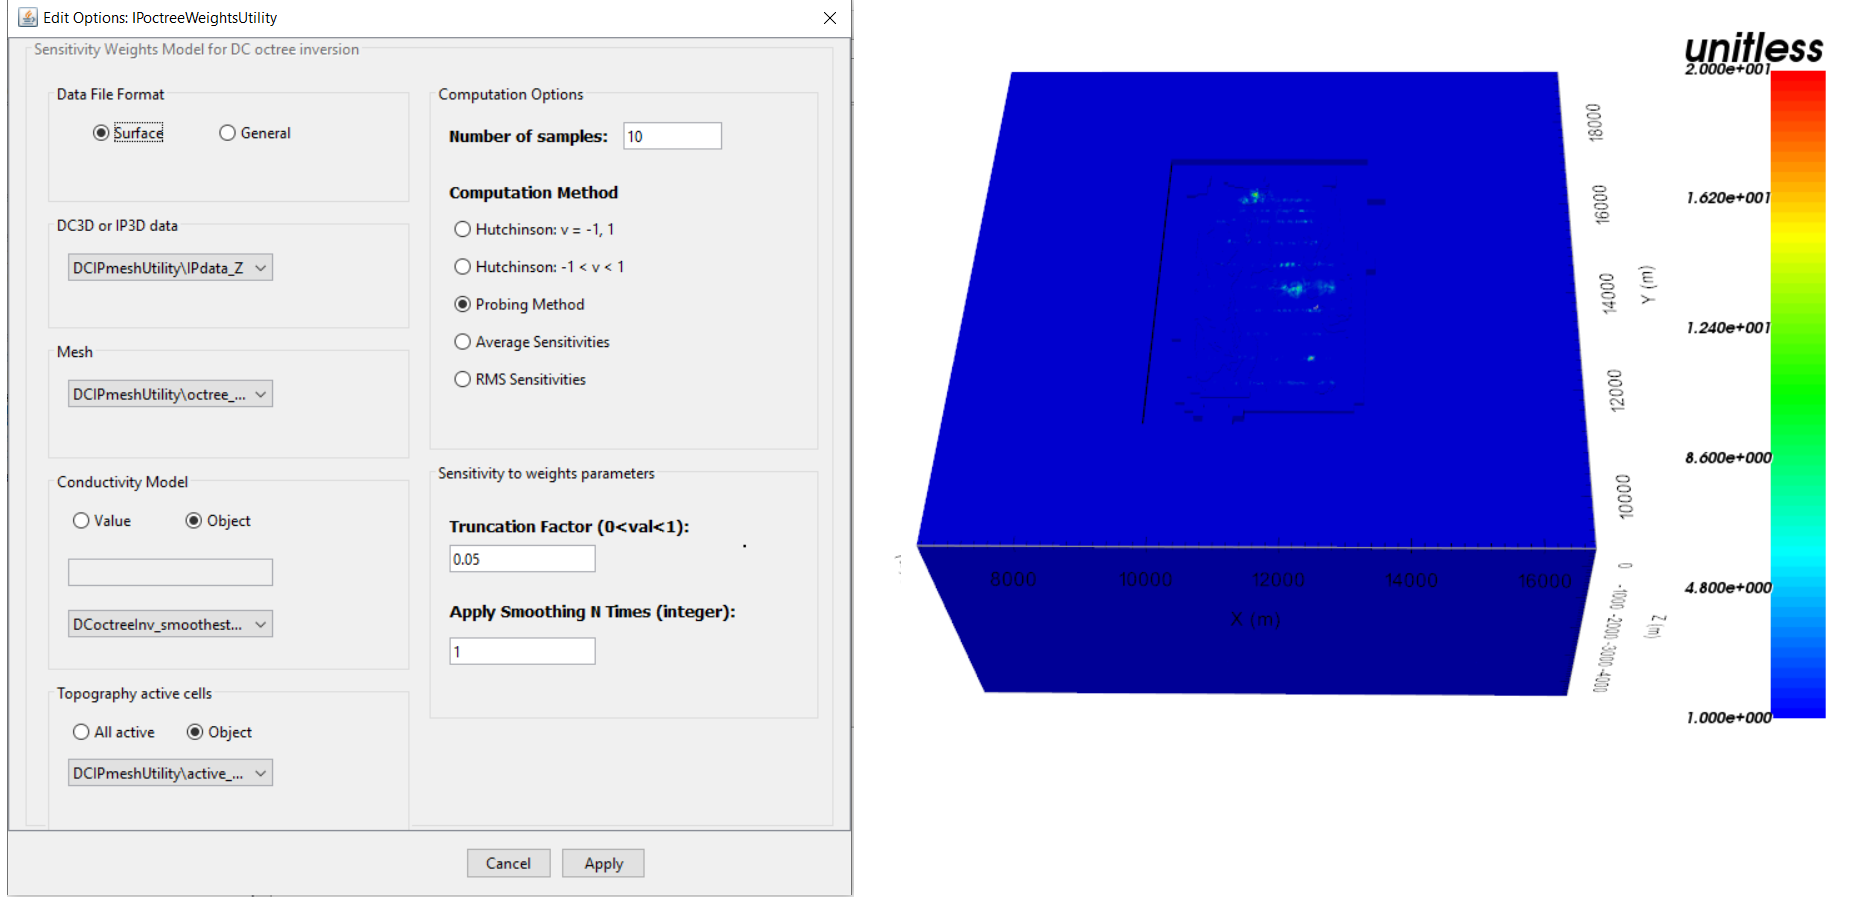 Edit Options: IPoctreeWeightsUtility
Sensitivity Weights Model for DC octree inversion
Data File Format
Surface
General
DC3D or IP3D data
DCIPmeshUtility\IPdata_Z
Mesh
DCIPmeshUtility\octree_...
Conductivity Model
Value
Object
DCoctreeInv_smoothest...
Topography active cells
All active
Object
DCIPmeshUtility\active_...
Computation Options
Number of samples: 10
Computation Method
Hutchinson: v = -1, 1
Hutchinson: -1 < v < 1
Probing Method
Average Sensitivities
RMS Sensitivities
Sensitivity to weights parameters
Truncation Factor (0<val<1):
0.05
Apply Smoothing N Times (integer):
1
Cancel
Apply
unitless
2.000e+001
1.620e+001
1.240e+001
8.600e+000
4.800e+000
1.000e+000
18000
16000
14000
12000
10000
Y (m)
8000
10000
12000
14000
16000
X (m)
0
-1000
-2000
-3000
-4000
Z (m)